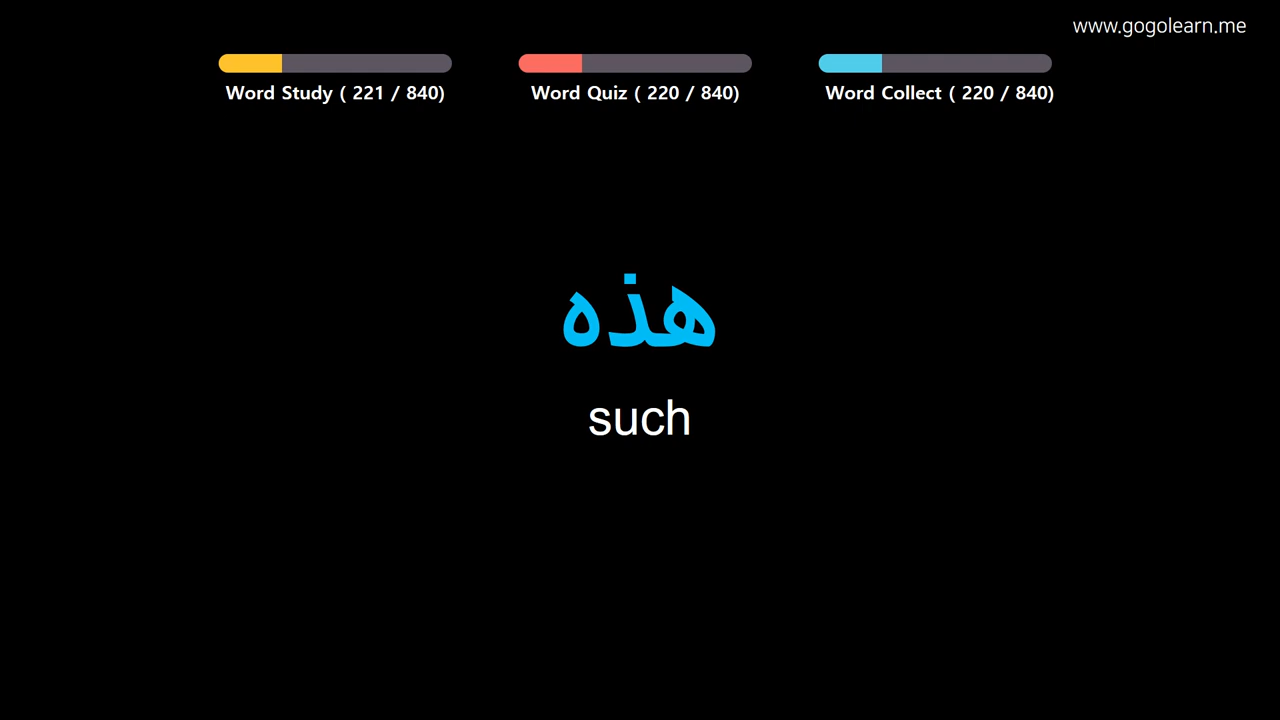 www.gogolearn.me
Word Study ( 221 / 840)
Word Quiz ( 220 / 840)
Word Collect ( 220 / 840)
هذه
such